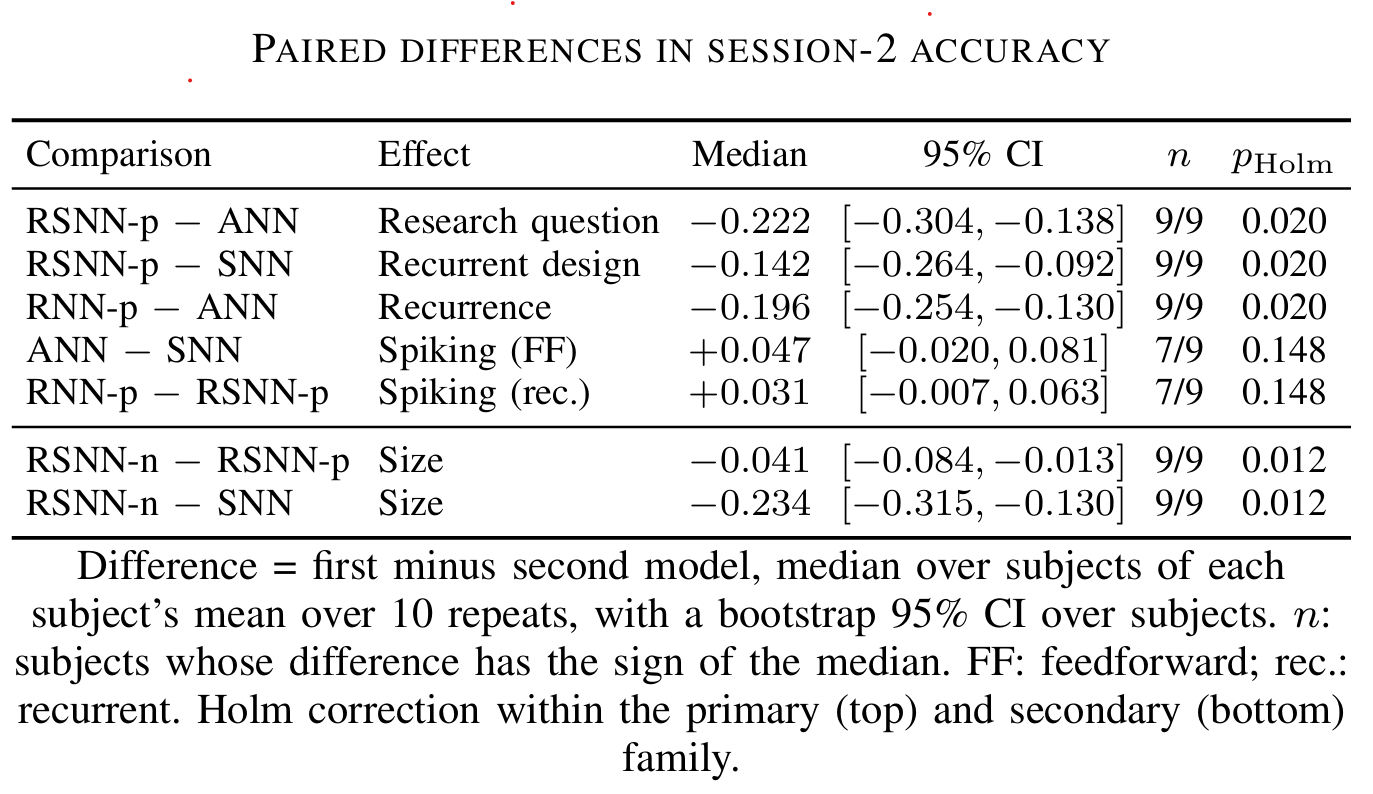 PAIRED DIFFERENCES IN SESSION-2 ACCURACY
Comparison Effect Median 95% CI n pHolm
RSNN-p − ANN Research question −0.222 [−0.304, −0.138] 9/9 0.020
RSNN-p − SNN Recurrent design −0.142 [−0.264, −0.092] 9/9 0.020
RNN-p − ANN Recurrence −0.196 [−0.254, −0.130] 9/9 0.020
ANN − SNN Spiking (FF) +0.047 [−0.020, 0.081] 7/9 0.148
RNN-p − RSNN-p Spiking (rec.) +0.031 [−0.007, 0.063] 7/9 0.148
RSNN-n − RSNN-p Size −0.041 [−0.084, −0.013] 9/9 0.012
RSNN-n − SNN Size −0.234 [−0.315, −0.130] 9/9 0.012
Difference = first minus second model, median over subjects of each
subject's mean over 10 repeats, with a bootstrap 95% CI over subjects. n:
subjects whose difference has the sign of the median. FF: feedforward; rec.:
recurrent. Holm correction within the primary (top) and secondary (bottom)
family.